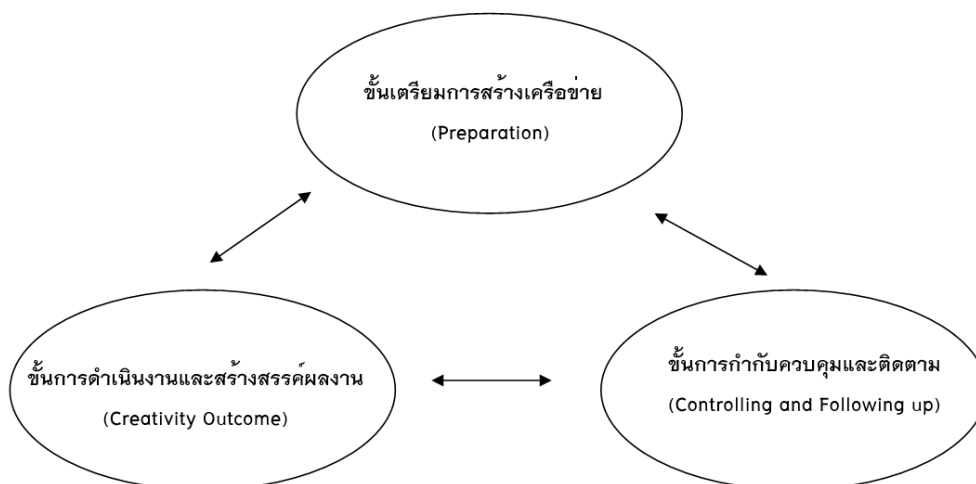 ขั้นเตรียมการสร้างเครือข่าย
(Preparation)
ขั้นการดำเนินงานและสร้างสรรค์ผลงาน
(Creativity Outcome)
ขั้นการกำกับควบคุมและติดตาม
(Controlling and Following up)